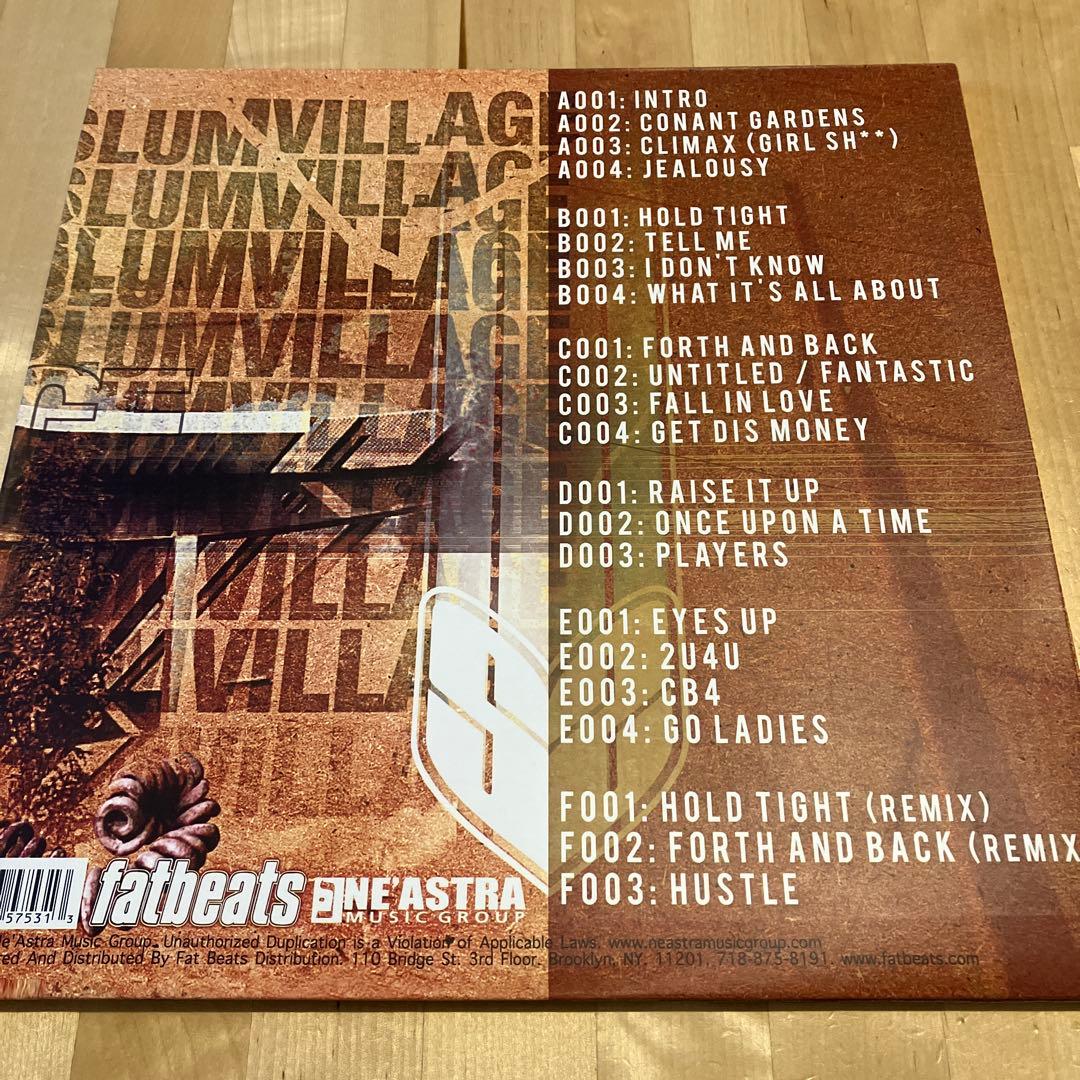 SLUMVILLAGE
SLUMVILLAGE
SLUMVILLAGE
SLUMVILLAGE
A001: INTRO
A002: CONANT GARDENS
A003: CLIMAX (GIRL SH**)
A004: JEALOUSY
B001: HOLD TIGHT
B002: TELL ME
B003: I DON'T KNOW
B004: WHAT IT'S ALL ABOUT
C001: FORTH AND BACK
C002: UNTITLED / FANTASTIC
C003: FALL IN LOVE
C004: GET DIS MONEY
D001: RAISE IT UP
D002: ONCE UPON A TIME
D003: PLAYERS
E001: EYES UP
E002: 2U4U
E003: CB4
E004: GO LADIES
F001: HOLD TIGHT (REMIX)
F002: FORTH AND BACK (REMIX
F003: HUSTLE
57531 3
fatbeats
NE'ASTRA
MUSIC GROUP
Ne'Astra Music Group. Unauthorized Duplication is a Violation of Applicable Laws. www.neastramusicgroup.com
And Distributed By Fat Beats Distribution. 110 Bridge St. 3rd Floor. Brooklyn, NY. 11201. 718-875-8191. www.fatbeats.com